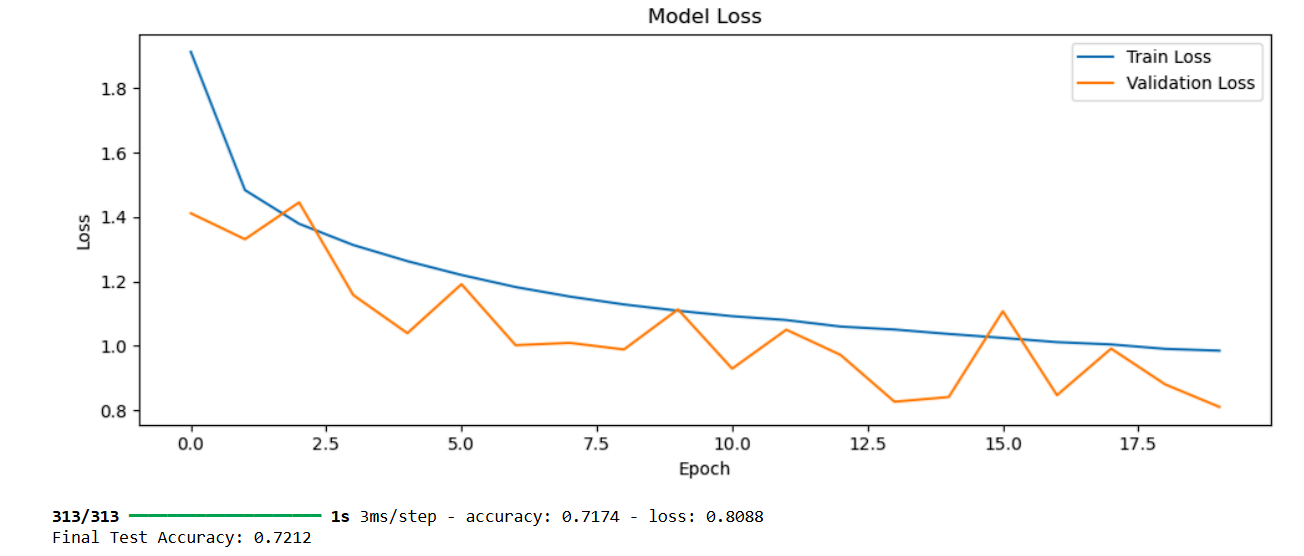 Model Loss
Train Loss
Validation Loss
1.8
1.6
1.4
1.2
1.0
0.8
Loss
0.0 2.5 5.0 7.5 10.0 12.5 15.0 17.5
Epoch
313/313 ━━━━━━━━━━━━━━━━━━━━ 1s 3ms/step - accuracy: 0.7174 - loss: 0.8088
Final Test Accuracy: 0.7212